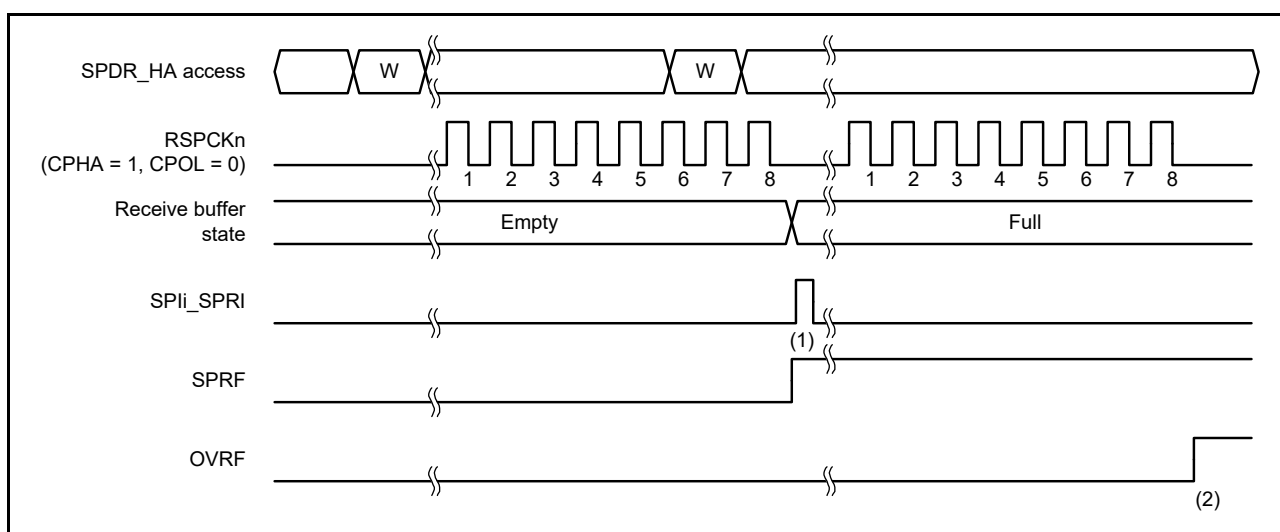 SPDR_HA access
W
W
RSPCKn
(CPHA = 1, CPOL = 0)
1 2 3 4 5 6 7 8
1 2 3 4 5 6 7 8
Receive buffer
state
Empty
Full
SPIi_SPRI
(1)
SPRF
OVRF
(2)